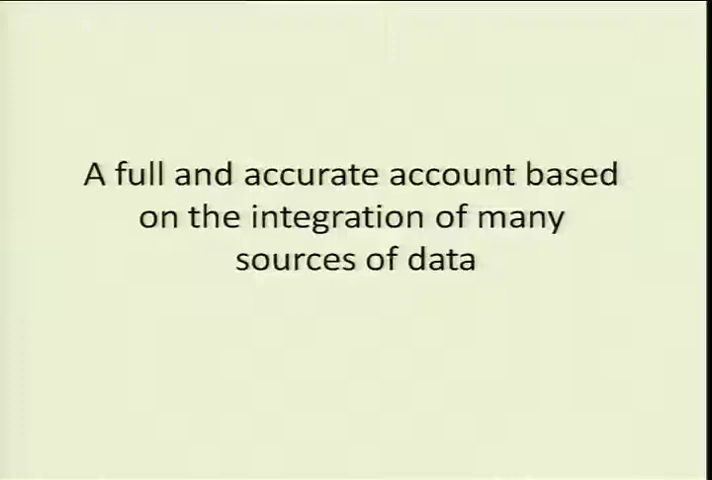 A full and accurate account based
on the integration of many
sources of data